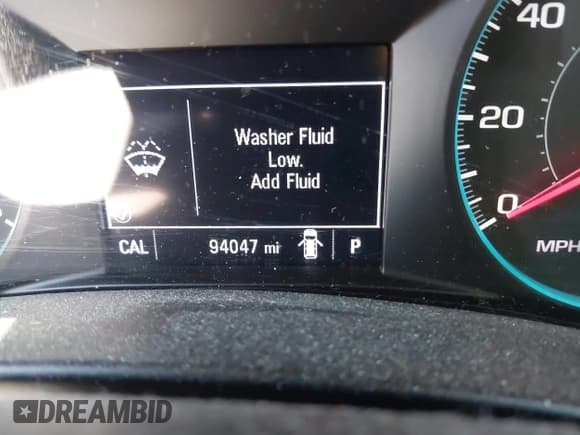 40
20
0
MPH
Washer Fluid
Low.
Add Fluid
CAL
94047 mi
P
DREAMBID